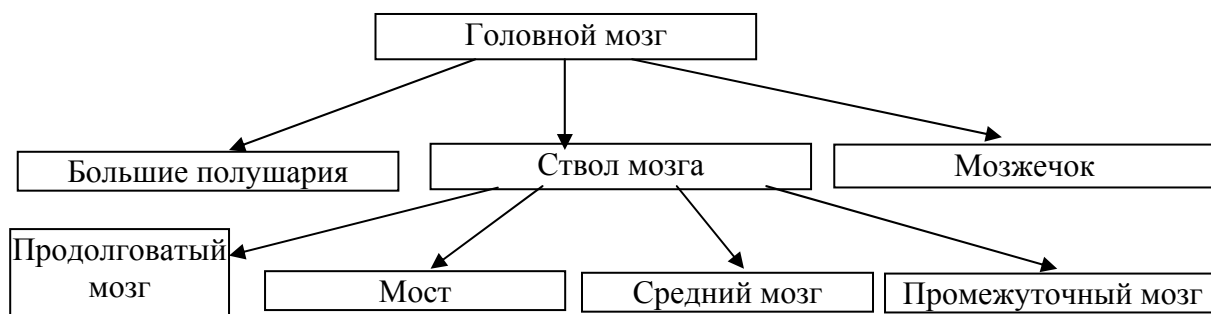 Головной мозг
Большие полушария
Ствол мозга
Мозжечок
Продолговатый
мозг
Мост
Средний мозг
Промежуточный мозг